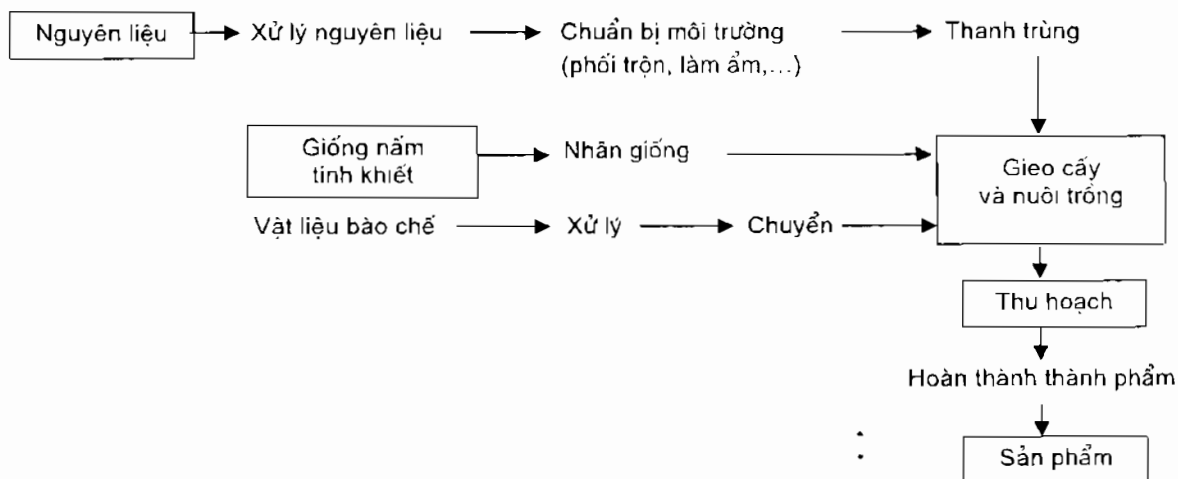 Nguyên liệu Xử lý nguyên liệu Chuẩn bị môi trường Thanh trùng
(phối trộn, làm ẩm,...)
Giống nấm
tinh khiết
Nhân giống
Gieo cấy
và nuôi trồng
Vật liệu bào chế Xử lý Chuyển
Thu hoạch
Hoàn thành thành phẩm
Sản phẩm